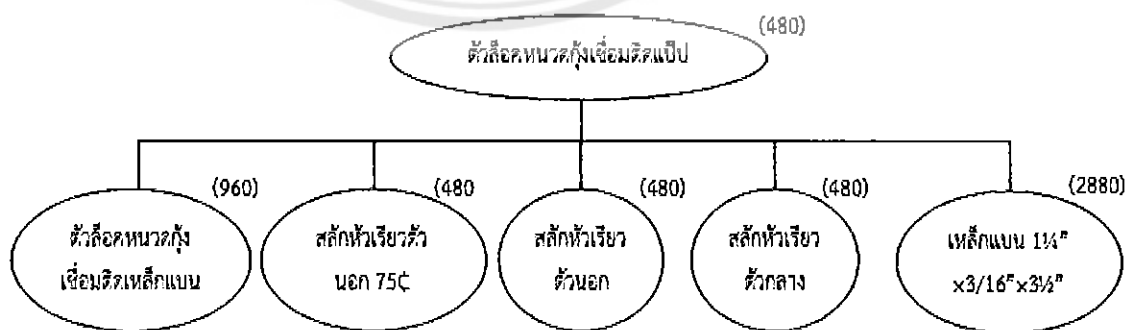 (480)
ตัวล็อคหนวดกุ้งเชื่อมติดแป๊ป
(960)
(480
(480)
(480)
(2880)
ตัวล็อคหนวดกุ้ง
เชื่อมติดเหล็กแบน
สลักหัวเรียวตัว
นอก 75C
สลักหัวเรียว
ตัวนอก
สลักหัวเรียว
ตัวกลาง
เหล็กแบน 1¼"
×3/16"×3½"